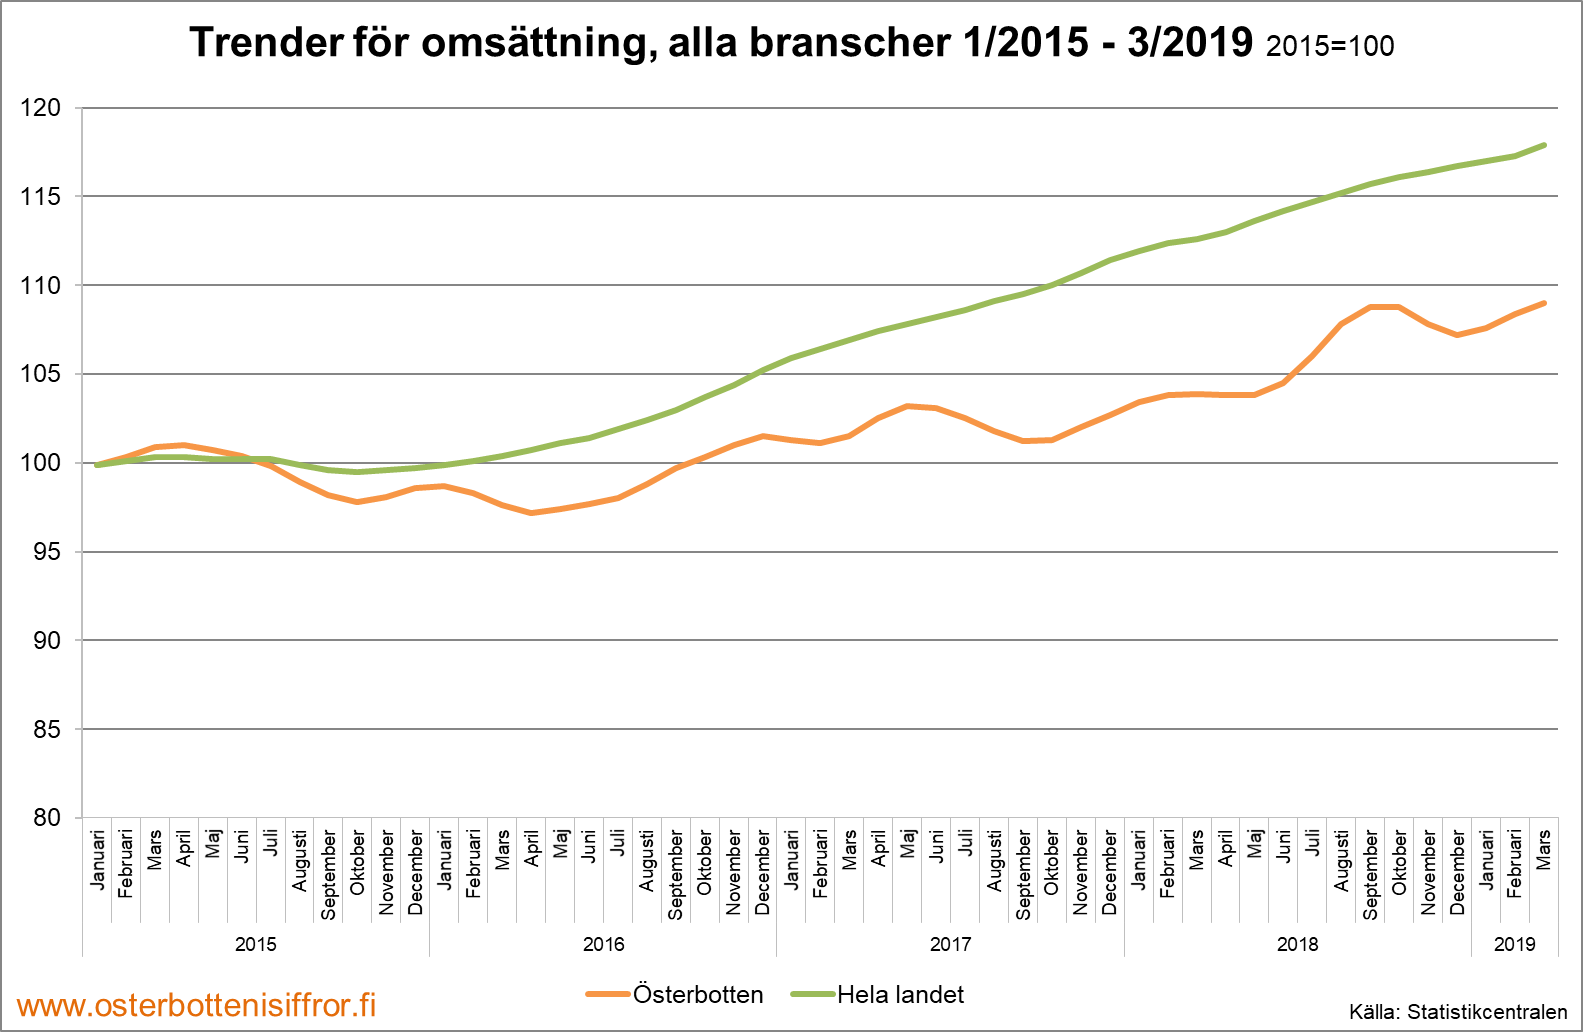 Trender för omsättning, alla branscher 1/2015 - 3/2019 2015=100
120
115
110
105
100
95
90
85
80
Januari
Februari
Mars
April
Maj
Juni
Juli
Augusti
September
Oktober
November
December
Januari
Februari
Mars
April
Maj
Juni
Juli
Augusti
September
Oktober
November
December
Januari
Februari
Mars
April
Maj
Juni
Juli
Augusti
September
Oktober
November
December
Januari
Februari
Mars
April
Maj
Juni
Juli
Augusti
September
Oktober
November
December
Januari
Februari
Mars
2015
2016
2017
2018
2019
Österbotten
Hela landet
www.osterbottenisiffror.fi
Källa: Statistikcentralen